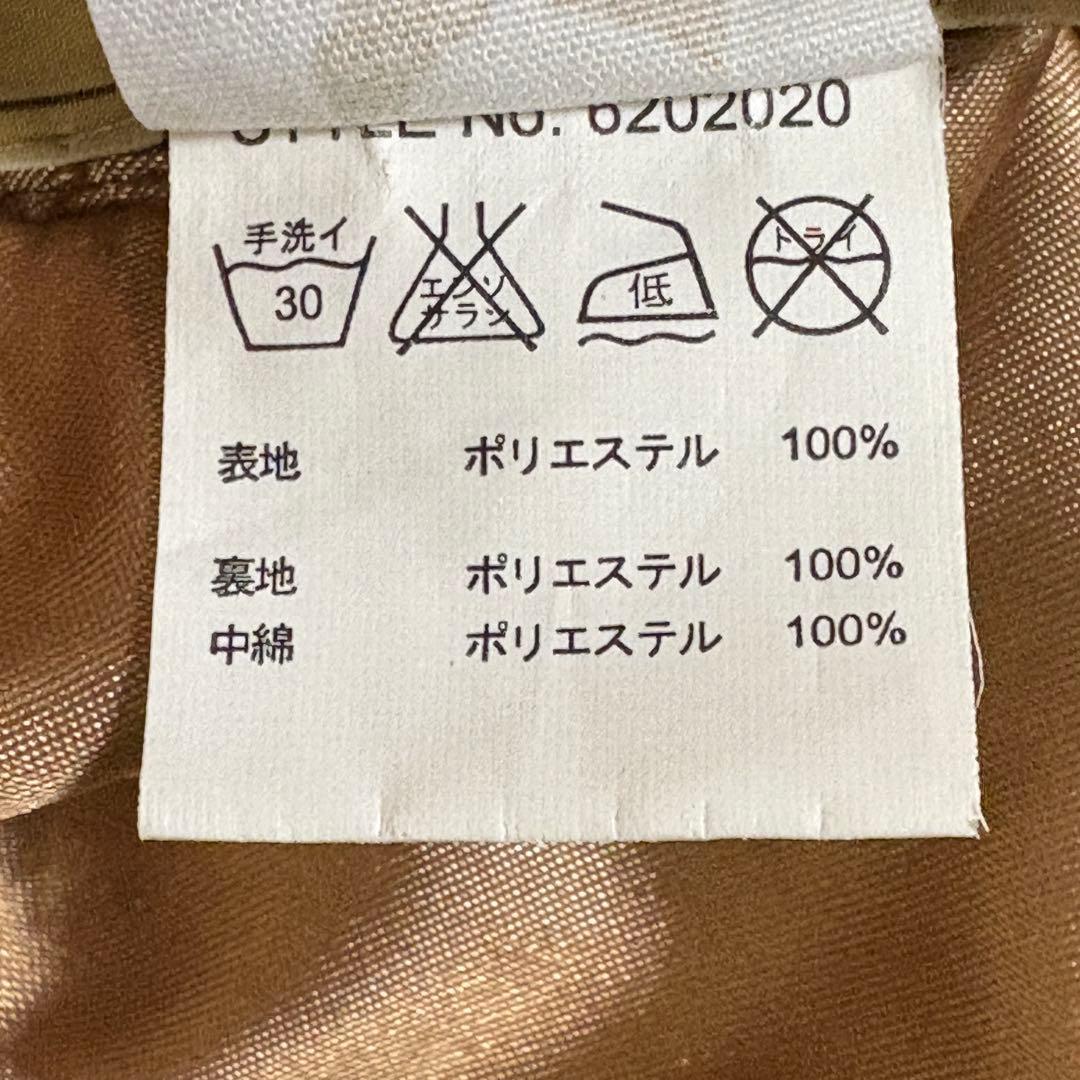 STYLE No. 6202020
手洗イ
30
エンソ
サラシ
低
ドライ
表地 ポリエステル 100%
裏地 ポリエステル 100%
中綿 ポリエステル 100%